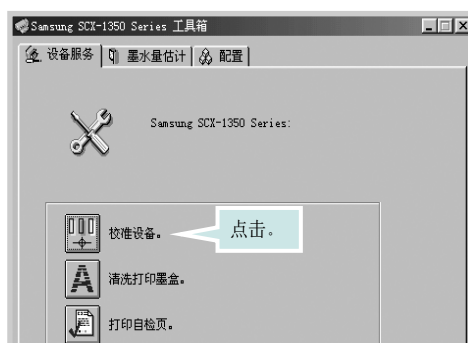 Samsung SCX-1350 Series 工具箱
设备服务 墨水量估计 配置
Samsung SCX-1350 Series:
校准设备。
点击。
清洗打印墨盒。
打印自检页。